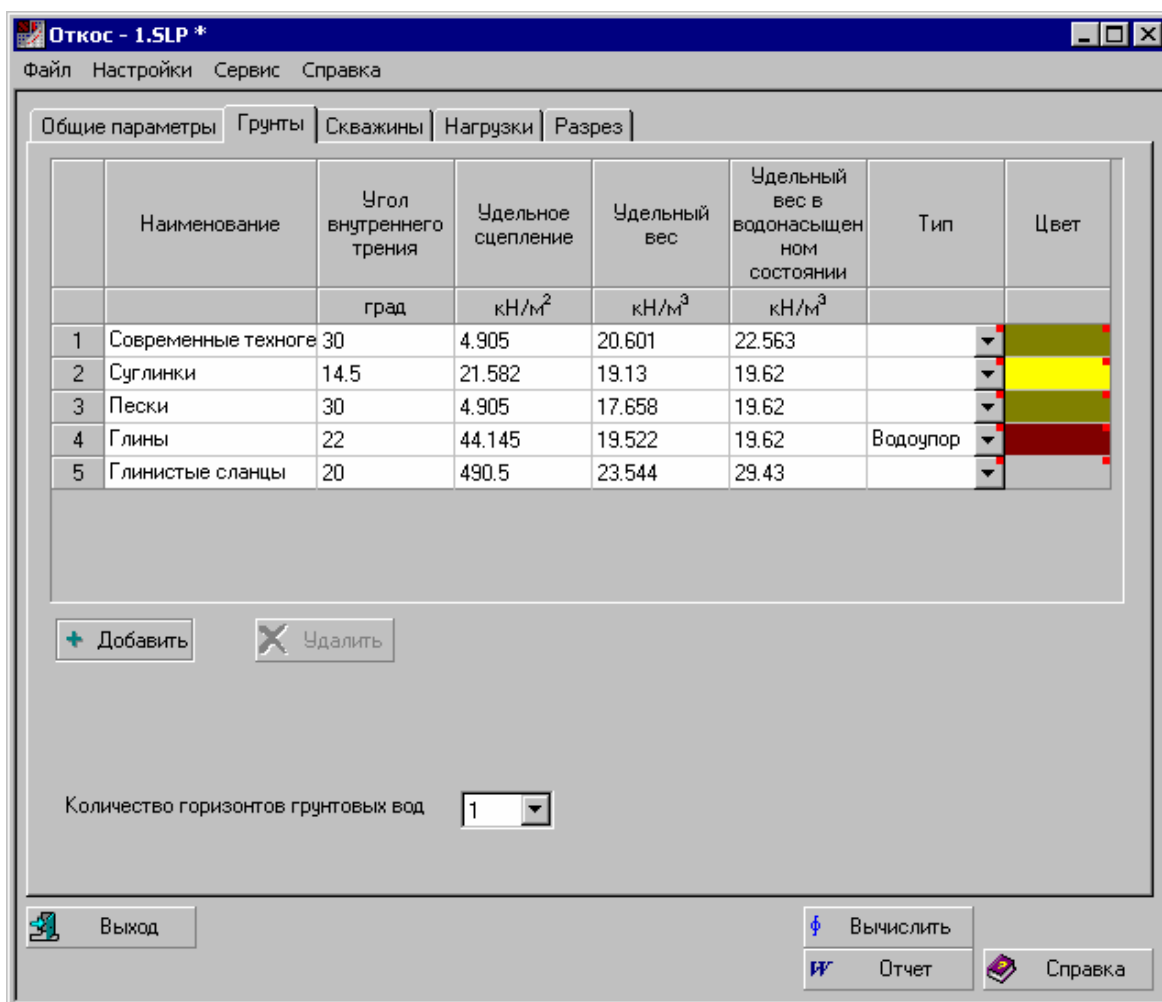 Откос - 1.SLP *
Файл Настройки Сервис Справка
Общие параметры Грунты Скважины Нагрузки Разрез
Наименование Угол внутреннего трения Удельное сцепление Удельный вес Удельный вес в водонасыщен ном состоянии Тип Цвет
град кН/м² кН/м³ кН/м³
1 Современные техноге 30 4.905 20.601 22.563
2 Суглинки 14.5 21.582 19.13 19.62
3 Пески 30 4.905 17.658 19.62
4 Глины 22 44.145 19.522 19.62 Водоупор
5 Глинистые сланцы 20 490.5 23.544 29.43
Добавить Удалить
Количество горизонтов грунтовых вод 1
Выход Вычислить
Отчет Справка